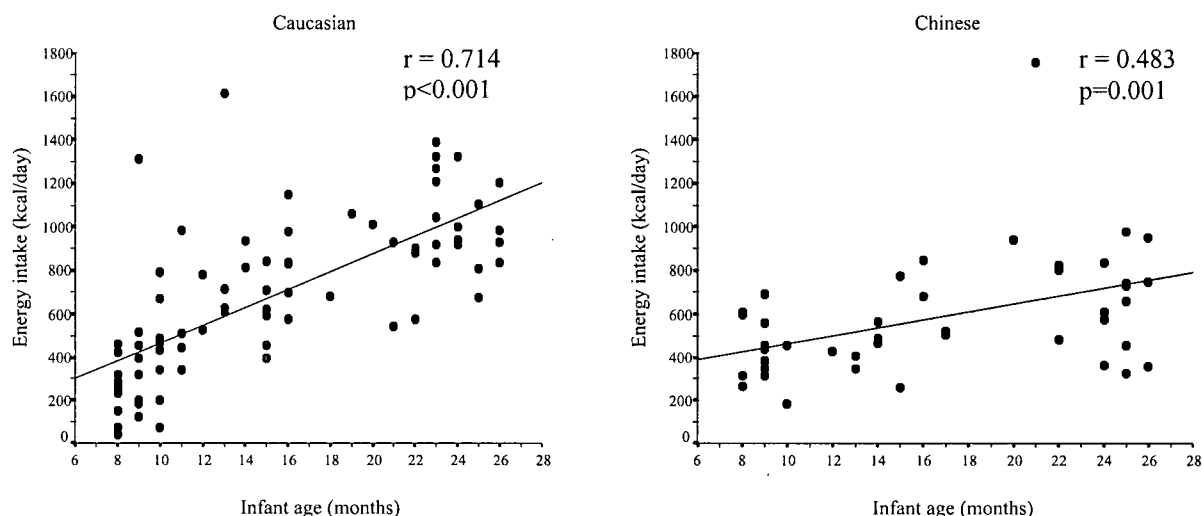 Caucasian
r = 0.714
p<0.001
1800
1600
1400
1200
1000
800
600
400
200
0
Energy intake (kcal/day)
6 8 10 12 14 16 18 20 22 24 26 28
Infant age (months)
Chinese
r = 0.483
p=0.001
1800
1600
1400
1200
1000
800
600
400
200
0
Energy intake (kcal/day)
6 8 10 12 14 16 18 20 22 24 26 28
Infant age (months)